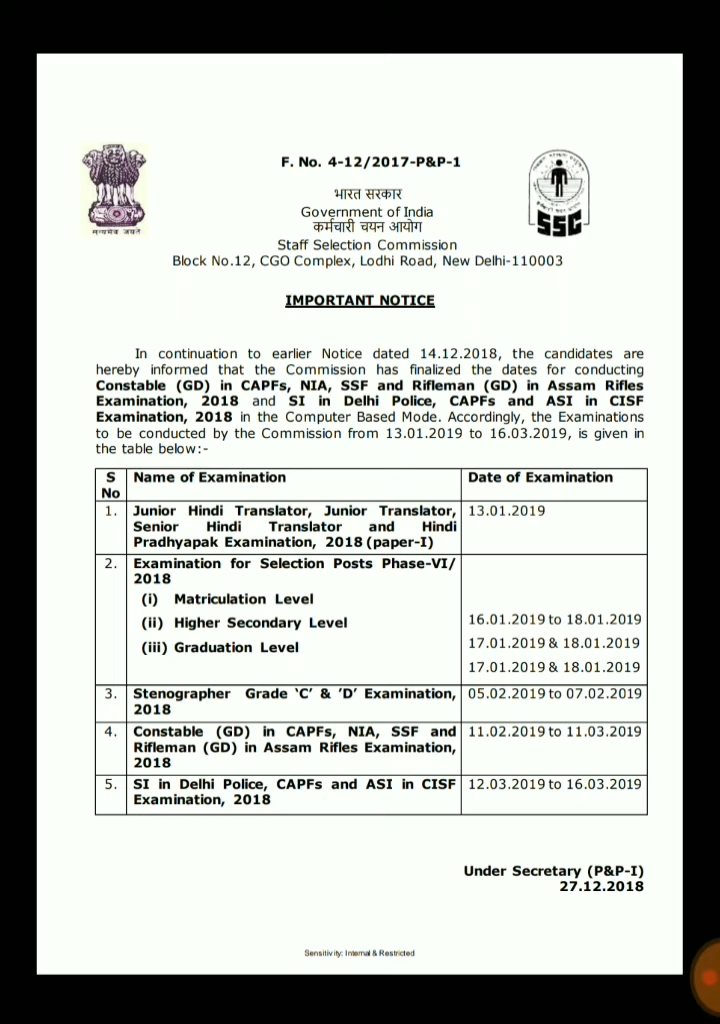 F. No. 4-12/2017-P&P-1
भारत सरकार
Government of India
कर्मचारी चयन आयोग
Staff Selection Commission
Block No.12, CGO Complex, Lodhi Road, New Delhi-110003
सत्यमेव जयते
SSC
IMPORTANT NOTICE
In continuation to earlier Notice dated 14.12.2018, the candidates are
hereby informed that the Commission has finalized the dates for conducting
Constable (GD) in CAPFs, NIA, SSF and Rifleman (GD) in Assam Rifles
Examination, 2018 and SI in Delhi Police, CAPFs and ASI in CISF
Examination, 2018 in the Computer Based Mode. Accordingly, the Examinations
to be conducted by the Commission from 13.01.2019 to 16.03.2019, is given in
the table below:-
S No Name of Examination Date of Examination
1. Junior Hindi Translator, Junior Translator, 13.01.2019
Senior Hindi Translator and Hindi
Pradhyapak Examination, 2018 (paper-I)
2. Examination for Selection Posts Phase-VI/
2018
(i) Matriculation Level
(ii) Higher Secondary Level 16.01.2019 to 18.01.2019
(iii) Graduation Level 17.01.2019 & 18.01.2019
17.01.2019 & 18.01.2019
3. Stenographer Grade ‘C’ & ‘D’ Examination, 05.02.2019 to 07.02.2019
2018
4. Constable (GD) in CAPFs, NIA, SSF and 11.02.2019 to 11.03.2019
Rifleman (GD) in Assam Rifles Examination,
2018
5. SI in Delhi Police, CAPFs and ASI in CISF 12.03.2019 to 16.03.2019
Examination, 2018
Under Secretary (P&P-I)
27.12.2018
Sensitivity: Internal & Restricted